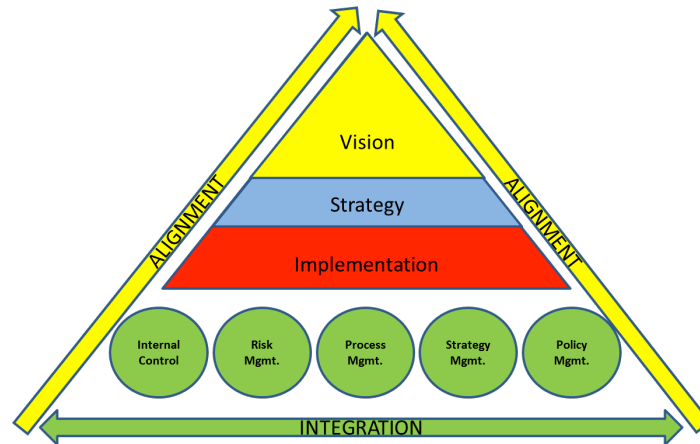 Vision
ALIGNMENT
ALIGNMENT
Strategy
Implementation
Internal
Control
Risk
Mgmt.
Process
Mgmt.
Strategy
Mgmt.
Policy
Mgmt.
INTEGRATION